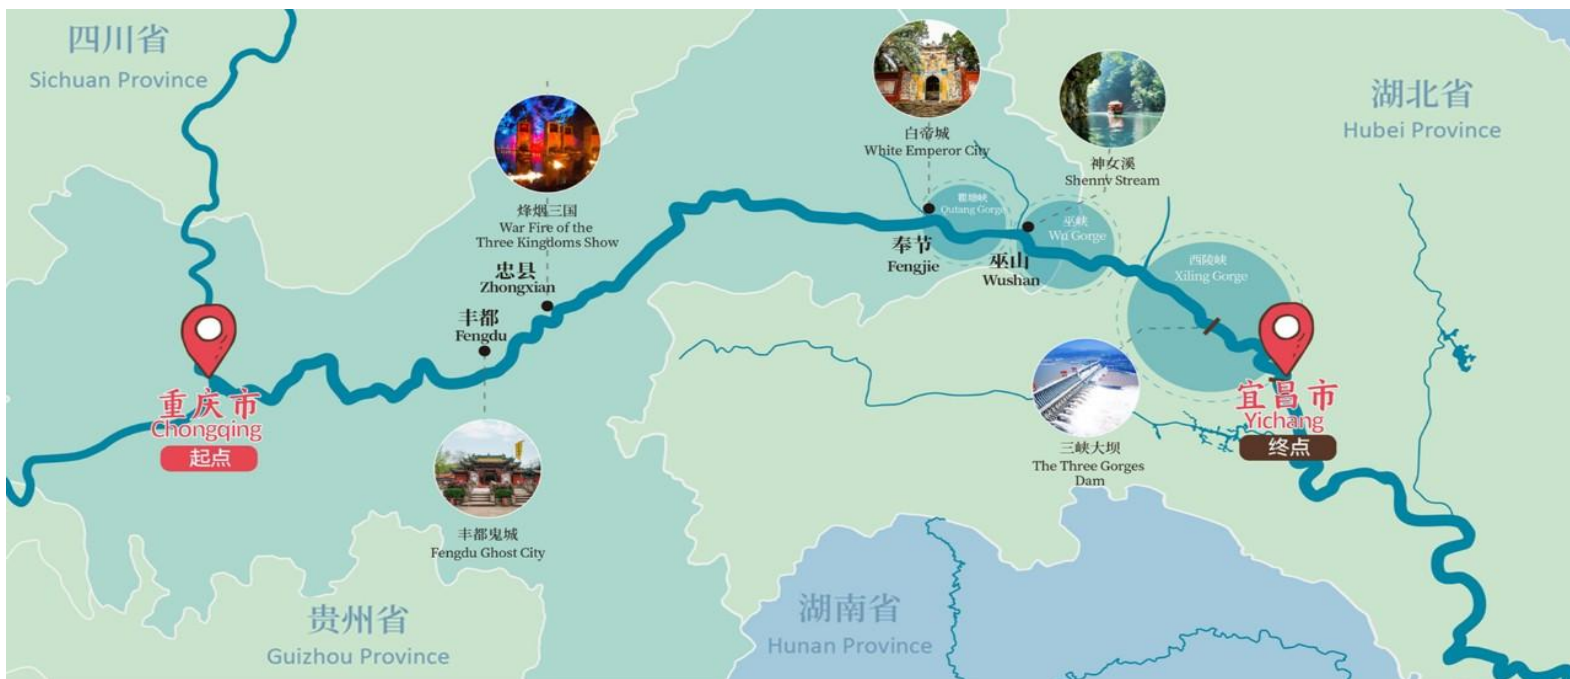 四川省
Sichuan Province
烽烟三国
War Fire of the
Three Kingdoms Show
忠县
Zhongxian
丰都
Fengdu
重庆市
Chongqing
起点
丰都鬼城
Fengdu Ghost City
贵州省
Guizhou Province
白帝城
White Emperor City
神女溪
Shennv Stream
湖北省
Hubei Province
瞿塘峡
Qutang Gorge
奉节
Fengjie
巫峡
Wu Gorge
巫山
Wushan
西陵峡
Xiling Gorge
三峡大坝
The Three Gorges
Dam
宜昌市
Yichang
终点
湖南省
Hunan Province